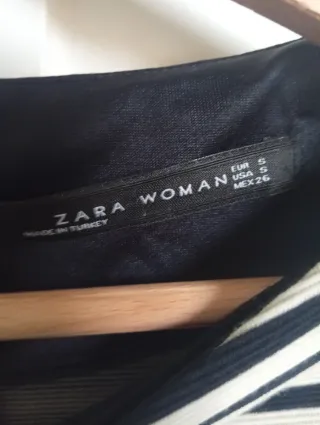 ZARA WOMAN
MADE IN TURKEY
EUR S
USA S
MEX 26